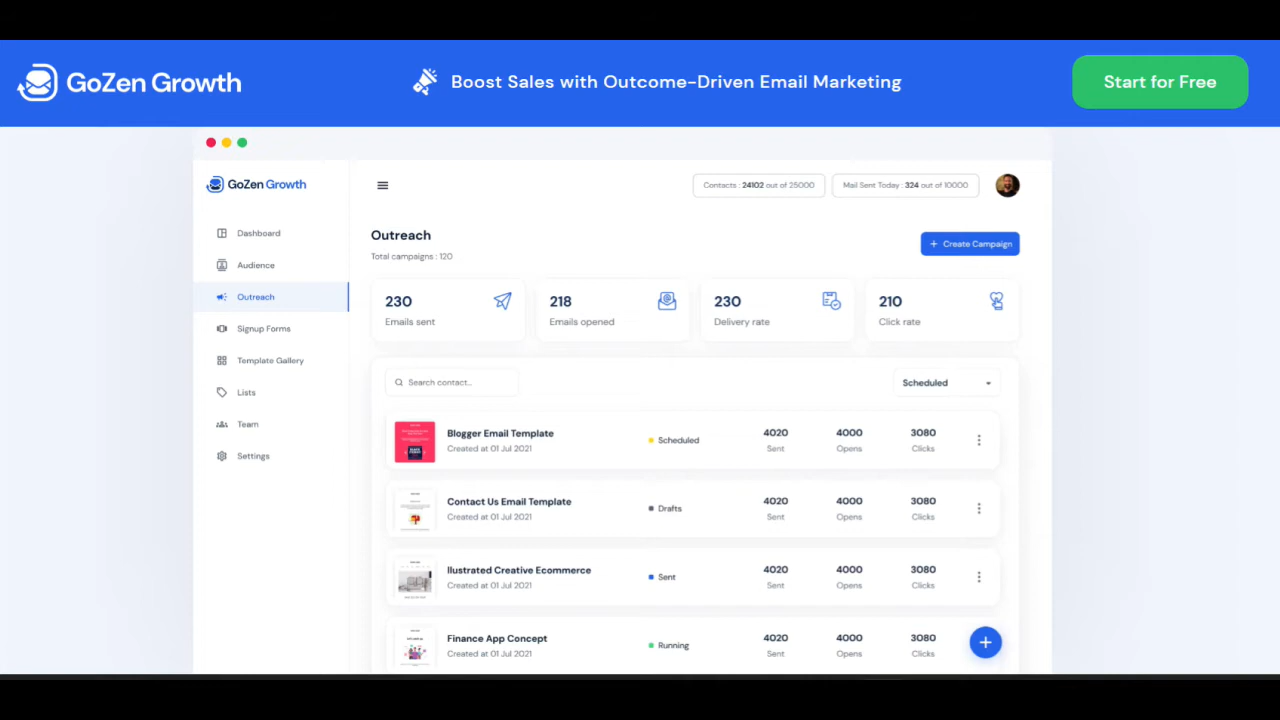 GoZen Growth
Boost Sales with Outcome-Driven Email Marketing
Start for Free
GoZen Growth
Contacts : 24102 out of 25000
Mail Sent Today : 324 out of 10000
Dashboard
Audience
Outreach
Signup Forms
Template Gallery
Lists
Team
Settings
Outreach
Total campaigns : 120
+ Create Campaign
230
Emails sent
218
Emails opened
230
Delivery rate
210
Click rate
Search contact...
Scheduled
Blogger Email Template
Created at 01 Jul 2021
Scheduled
4020
Sent
4000
Opens
3080
Clicks
Contact Us Email Template
Created at 01 Jul 2021
Drafts
4020
Sent
4000
Opens
3080
Clicks
llustrated Creative Ecommerce
Created at 01 Jul 2021
Sent
4020
Sent
4000
Opens
3080
Clicks
Finance App Concept
Created at 01 Jul 2021
Running
4020
Sent
4000
Opens
3080
Clicks
+